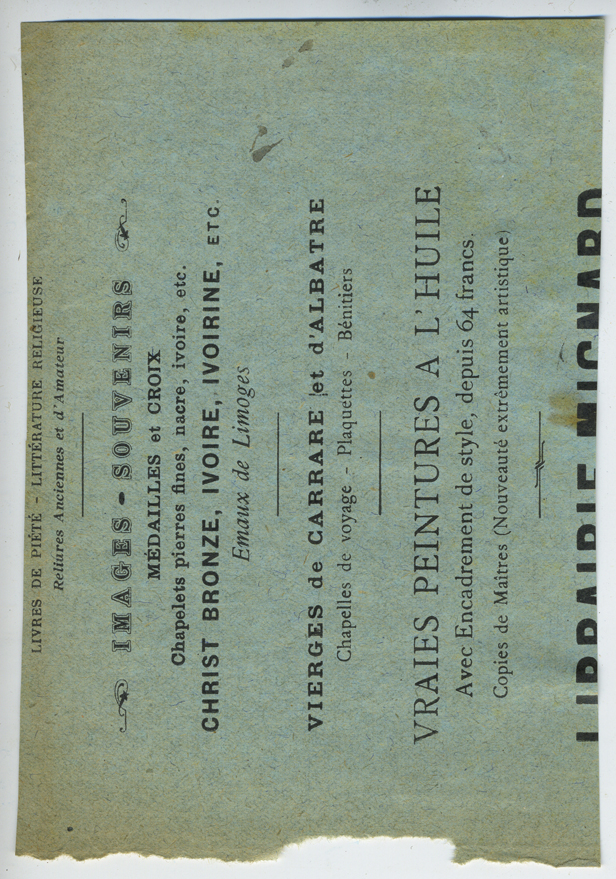 LIVRES DE PIÉTÉ - LITTÉRATURE RELIGIEUSE
Reliures Anciennes et d'Amateur
IMAGES - SOUVENIRS
MÉDAILLES et CROIX
Chapelets pierres fines, nacre, ivoire, etc.
CHRIST BRONZE, IVOIRE, IVOIRINE, ETC.
Emaux de Limoges
VIERGES de CARRARE et d'ALBATRE
Chapelles de voyage - Plaquettes - Bénitiers
VRAIES PEINTURES A L'HUILE
Avec Encadrement de style, depuis 64 francs.
Copies de Maîtres (Nouveauté extrêmement artistique)
LIBRAIRIE MIGNARD